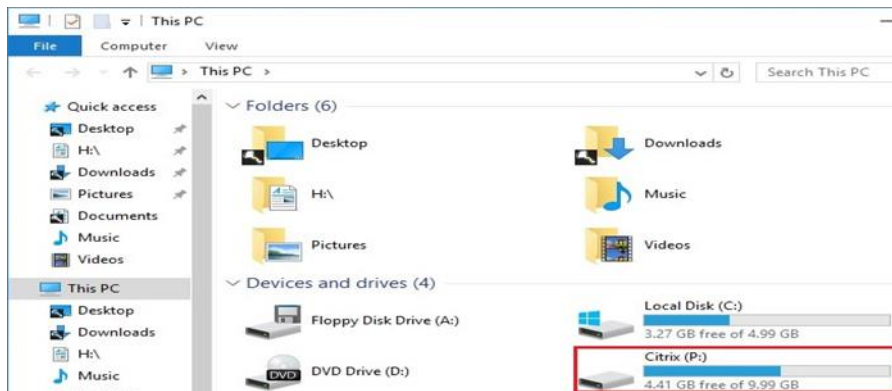 This PC
File Computer View
This PC Search This PC
Quick access
Desktop
H:\
Downloads
Pictures
Documents
Music
Videos
This PC
Desktop
Downloads
H:\
Music
Folders (6)
Desktop Downloads
H:\ Music
Pictures Videos
Devices and drives (4)
Floppy Disk Drive (A:)
Local Disk (C:)
3.27 GB free of 4.99 GB
DVD Drive (D:)
DVD
Citrix (P:)
4.41 GB free of 9.99 GB